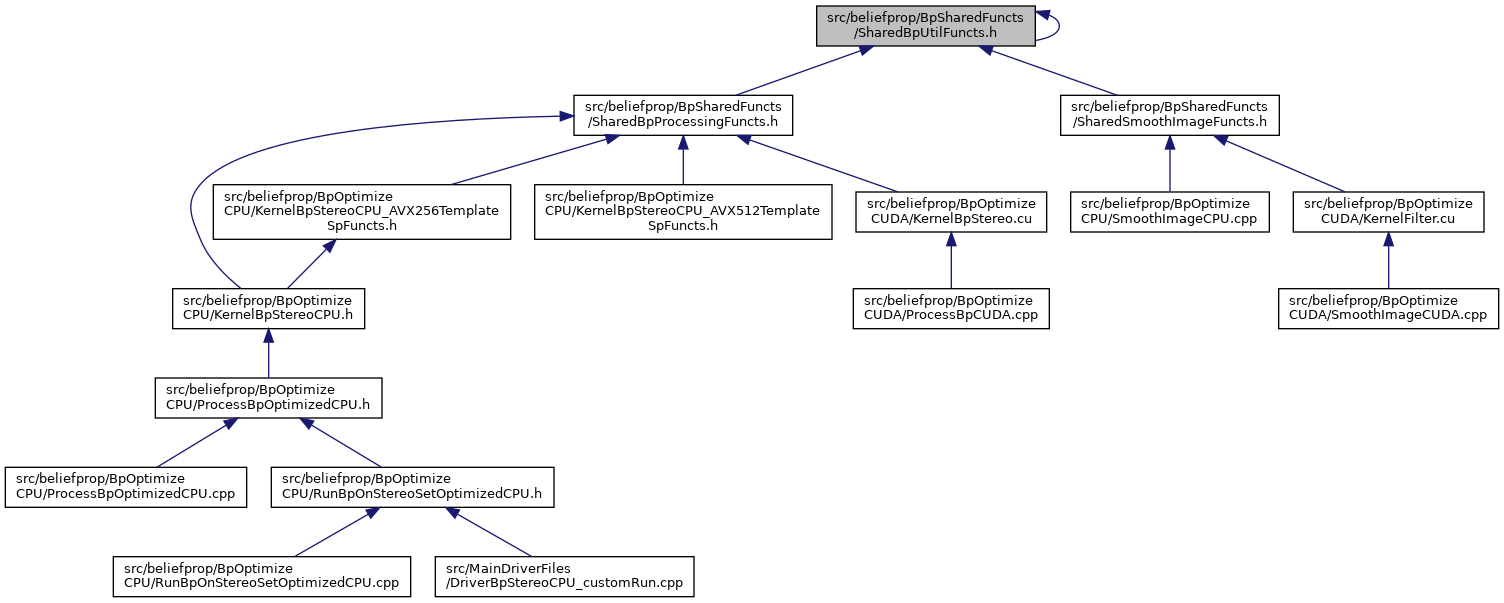 src/beliefprop/BpSharedFuncts
/SharedBpUtilFuncts.h
src/beliefprop/BpSharedFuncts
/SharedBpProcessingFuncts.h
src/beliefprop/BpSharedFuncts
/SharedSmoothImageFuncts.h
src/beliefprop/BpOptimize
CPU/KernelBpStereoCPU_AVX256Template
SpFuncts.h
src/beliefprop/BpOptimize
CPU/KernelBpStereoCPU_AVX512Template
SpFuncts.h
src/beliefprop/BpOptimize
CUDA/KernelBpStereo.cu
src/beliefprop/BpOptimize
CPU/SmoothImageCPU.cpp
src/beliefprop/BpOptimize
CUDA/KernelFilter.cu
src/beliefprop/BpOptimize
CPU/KernelBpStereoCPU.h
src/beliefprop/BpOptimize
CUDA/ProcessBpCUDA.cpp
src/beliefprop/BpOptimize
CUDA/SmoothImageCUDA.cpp
src/beliefprop/BpOptimize
CPU/ProcessBpOptimizedCPU.h
src/beliefprop/BpOptimize
CPU/ProcessBpOptimizedCPU.cpp
src/beliefprop/BpOptimize
CPU/RunBpOnStereoSetOptimizedCPU.h
src/beliefprop/BpOptimize
CPU/RunBpOnStereoSetOptimizedCPU.cpp
src/MainDriverFiles
/DriverBpStereoCPU_customRun.cpp